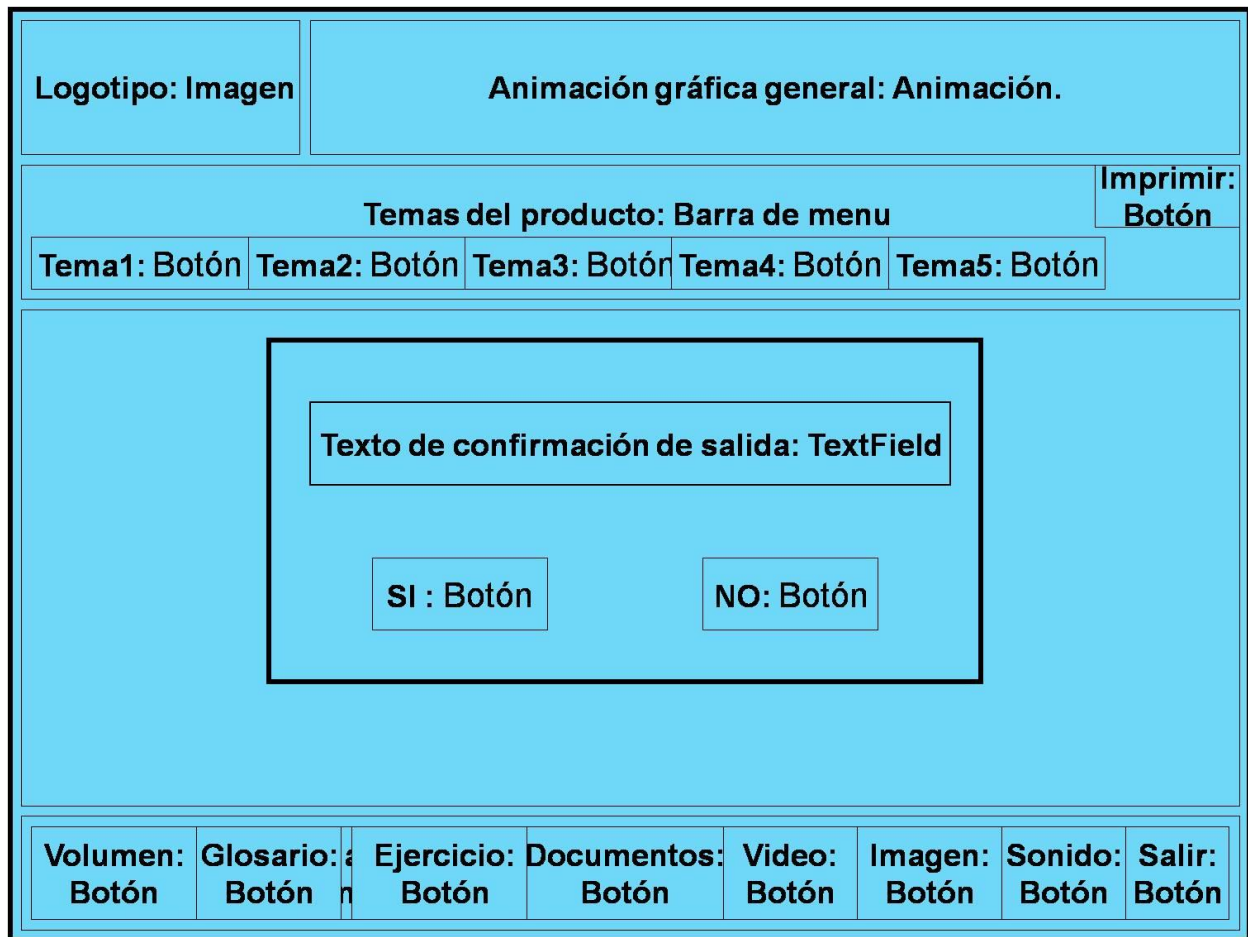 Logotipo: Imagen
Animación gráfica general: Animación.
Imprimir:
Botón
Temas del producto: Barra de menu
Tema1: Botón Tema2: Botón Tema3: Botón Tema4: Botón Tema5: Botón
Texto de confirmación de salida: TextField
SI : Botón NO: Botón
Volumen: Glosario: Ejercicio: Documentos: Video: Imagen: Sonido: Salir:
Botón Botón Botón Botón Botón Botón Botón Botón